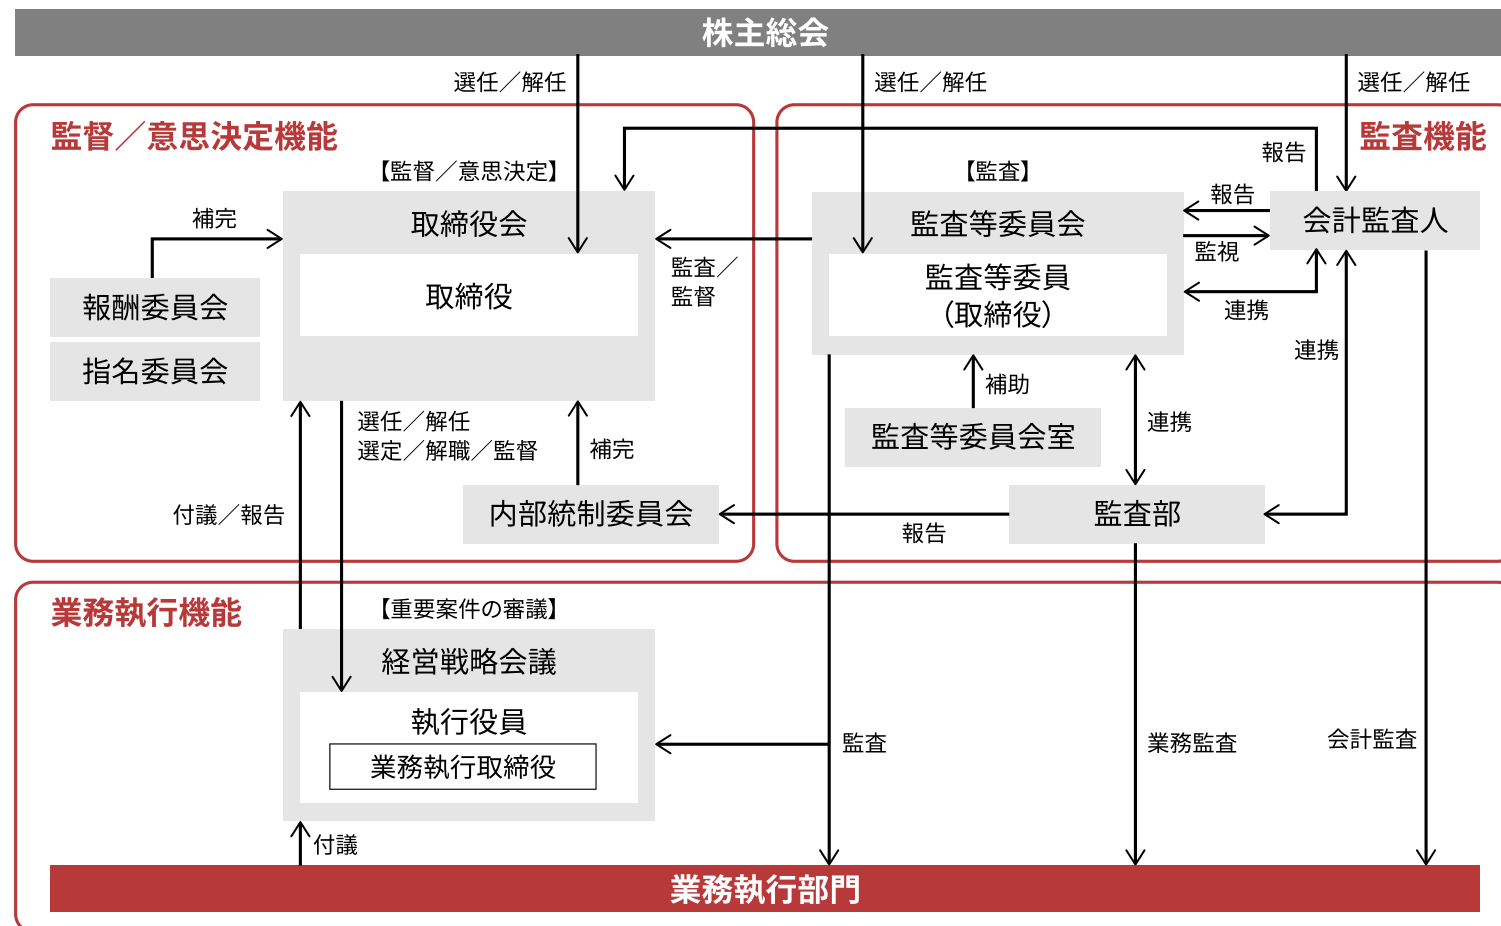 株主総会
選任／解任
選任／解任
選任／解任
監督／意思決定機能
監査機能
報告
【監督／意思決定】
【監査】
報告
補完
取締役会
監査等委員会
会計監査人
監視
監査／
監督
取締役
監査等委員
（取締役）
連携
報酬委員会
連携
指名委員会
補助
選任／解任
選定／解職／監督
補完
監査等委員会室
連携
付議／報告
内部統制委員会
報告
監査部
業務執行機能
【重要案件の審議】
経営戦略会議
執行役員
業務執行取締役
監査
業務監査
会計監査
付議
業務執行部門